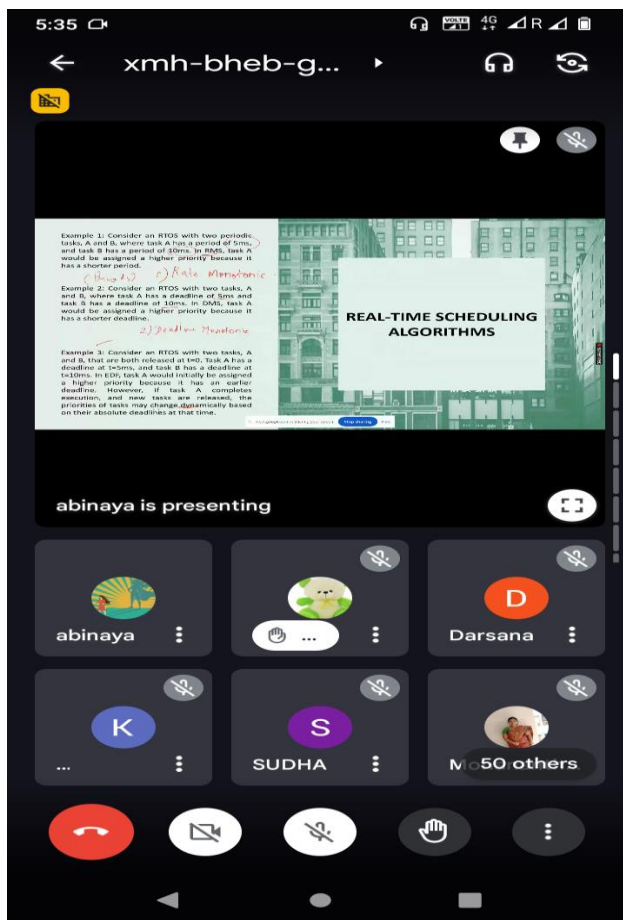 5:35
VOLTE
4G
R
xmh-bheb-g...
Example 1: Consider an RTOS with two periodic
tasks, A and B, where task A has a period of 5ms,
and task B has a period of 10ms. In RMS, task A
would be assigned a higher priority because it
has a shorter period.
1) Rate Monotonic
Example 2: Consider an RTOS with two tasks, A
and B, where task A has a deadline of 5ms and
task B has a deadline of 10ms. In DMS, task A
would be assigned a higher priority because it
has a shorter deadline.
2) Deadline Monotonic
Example 3: Consider an RTOS with two tasks, A
and B, that are both released at t=0. Task A has a
deadline at t=5ms, and task B has a deadline at
t=10ms. In EDF, task A would initially be assigned
a higher priority because it has an earlier
deadline. However, if task A completes
execution, and new tasks are released, the
priorities of tasks may change dynamically based
on their absolute deadlines at that time.
REAL-TIME SCHEDULING
ALGORITHMS
Stop sharing
abinaya is presenting
abinaya
...
D
Darsana
K
...
S
SUDHA
50 others